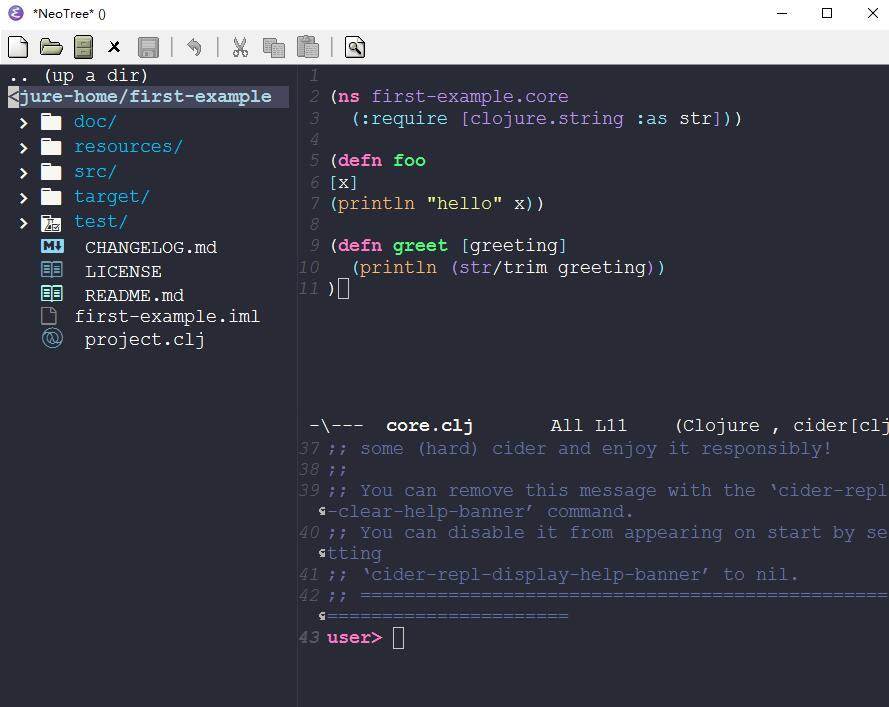 *NeoTree* ()
.. (up a dir)
<jure-home/first-example
doc/
resources/
src/
target/
test/
CHANGELOG.md
LICENSE
README.md
first-example.iml
project.clj
1
2 (ns first-example.core
3   (:require [clojure.string :as str]))
4
5 (defn foo
6 [x]
7 (println "hello" x))
8
9 (defn greet [greeting]
10   (println (str/trim greeting))
11 )
-\---  core.clj       All L11    (Clojure , cider[clj
37 ;; some (hard) cider and enjoy it responsibly!
38 ;;
39 ;; You can remove this message with the ‘cider-repl
-clear-help-banner’ command.
40 ;; You can disable it from appearing on start by se
tting
41 ;; ‘cider-repl-display-help-banner’ to nil.
42 ;; ================================================
======================
43 user>